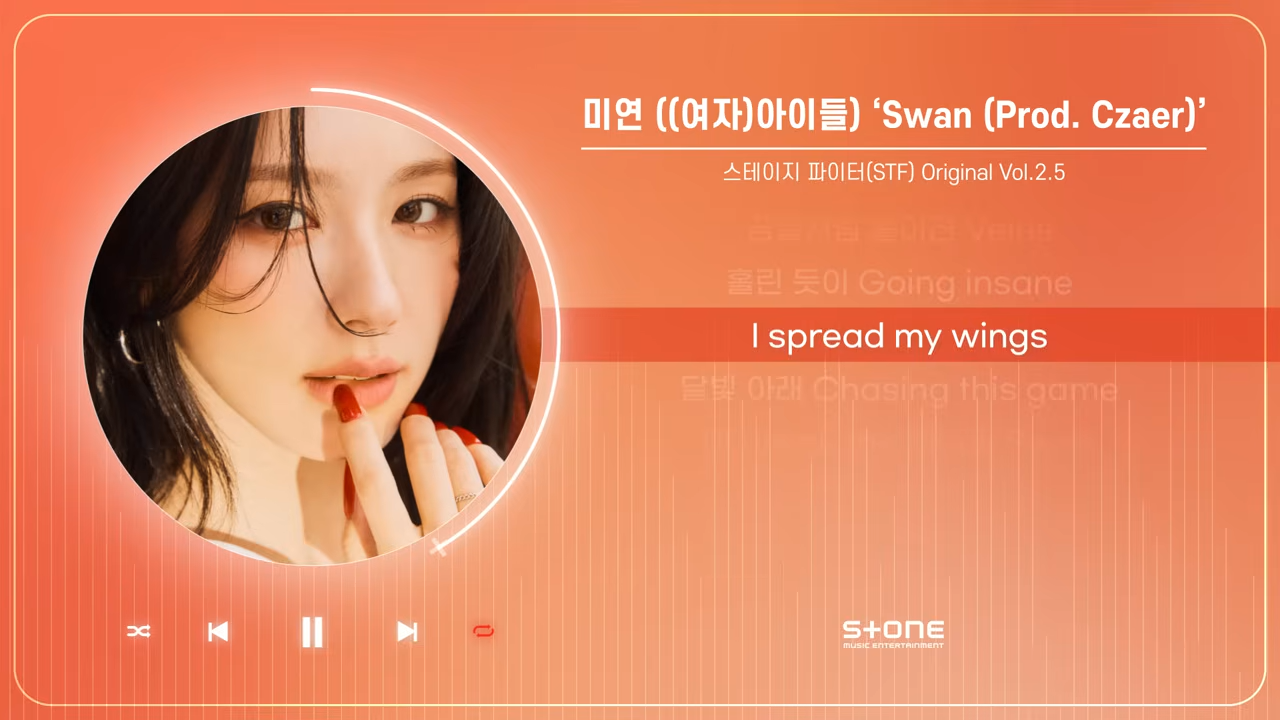 미연 ((여자)아이들) ‘Swan (Prod. Czaer)’
스테이지 파이터(STF) Original Vol.2.5
홀린 듯이 Going insane
I spread my wings
달빛 아래 Chasing this game
STONE
MUSIC ENTERTAINMENT